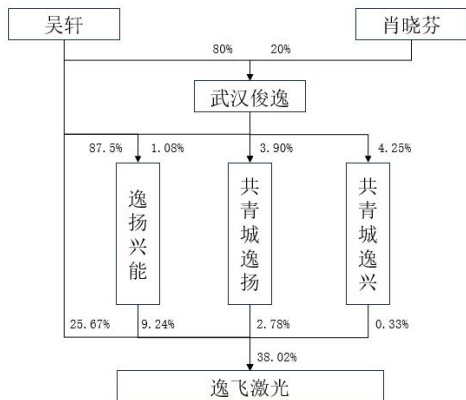 吴轩
肖晓芬
80%
20%
武汉俊逸
87.5%
1.08%
3.90%
4.25%
逸扬兴能
共青城逸扬
共青城逸兴
25.67%
9.24%
2.78%
0.33%
38.02%
逸飞激光